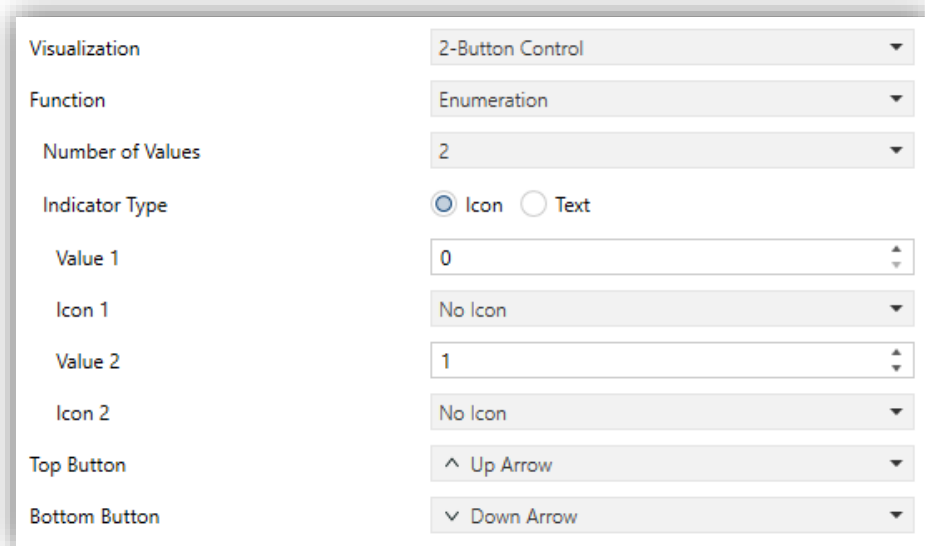 Visualization 2-Button Control
Function Enumeration
Number of Values 2
Indicator Type Icon Text
Value 1 0
Icon 1 No Icon
Value 2 1
Icon 2 No Icon
Top Button Up Arrow
Bottom Button Down Arrow